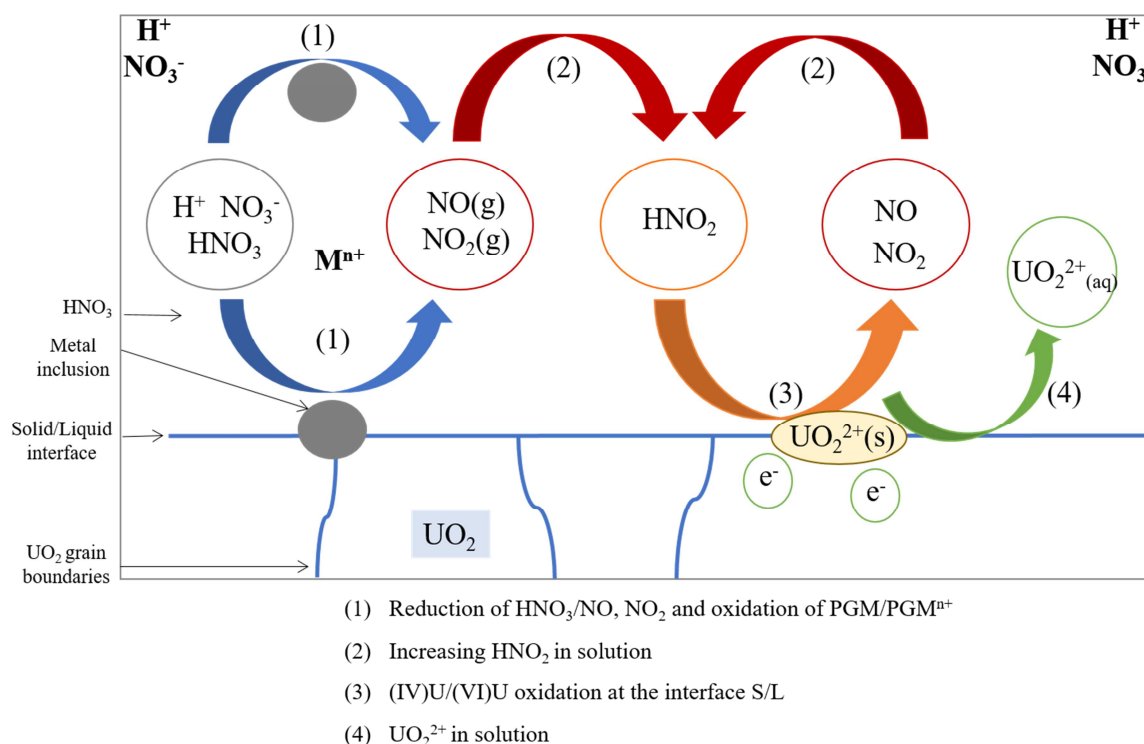 H⁺
NO₃⁻
(1)
(2)
(2)
H⁺
NO₃⁻
H⁺ NO₃⁻
HNO₃
NO(g)
NO₂(g)
HNO₂
NO
NO₂
Mⁿ⁺
UO₂²⁺(aq)
HNO₃
Metal
inclusion
(1)
(3)
(4)
Solid/Liquid
interface
UO₂²⁺(s)
e⁻
e⁻
UO₂
UO₂ grain
boundaries
(1) Reduction of HNO₃/NO, NO₂ and oxidation of PGM/PGMⁿ⁺
(2) Increasing HNO₂ in solution
(3) (IV)U/(VI)U oxidation at the interface S/L
(4) UO₂²⁺ in solution